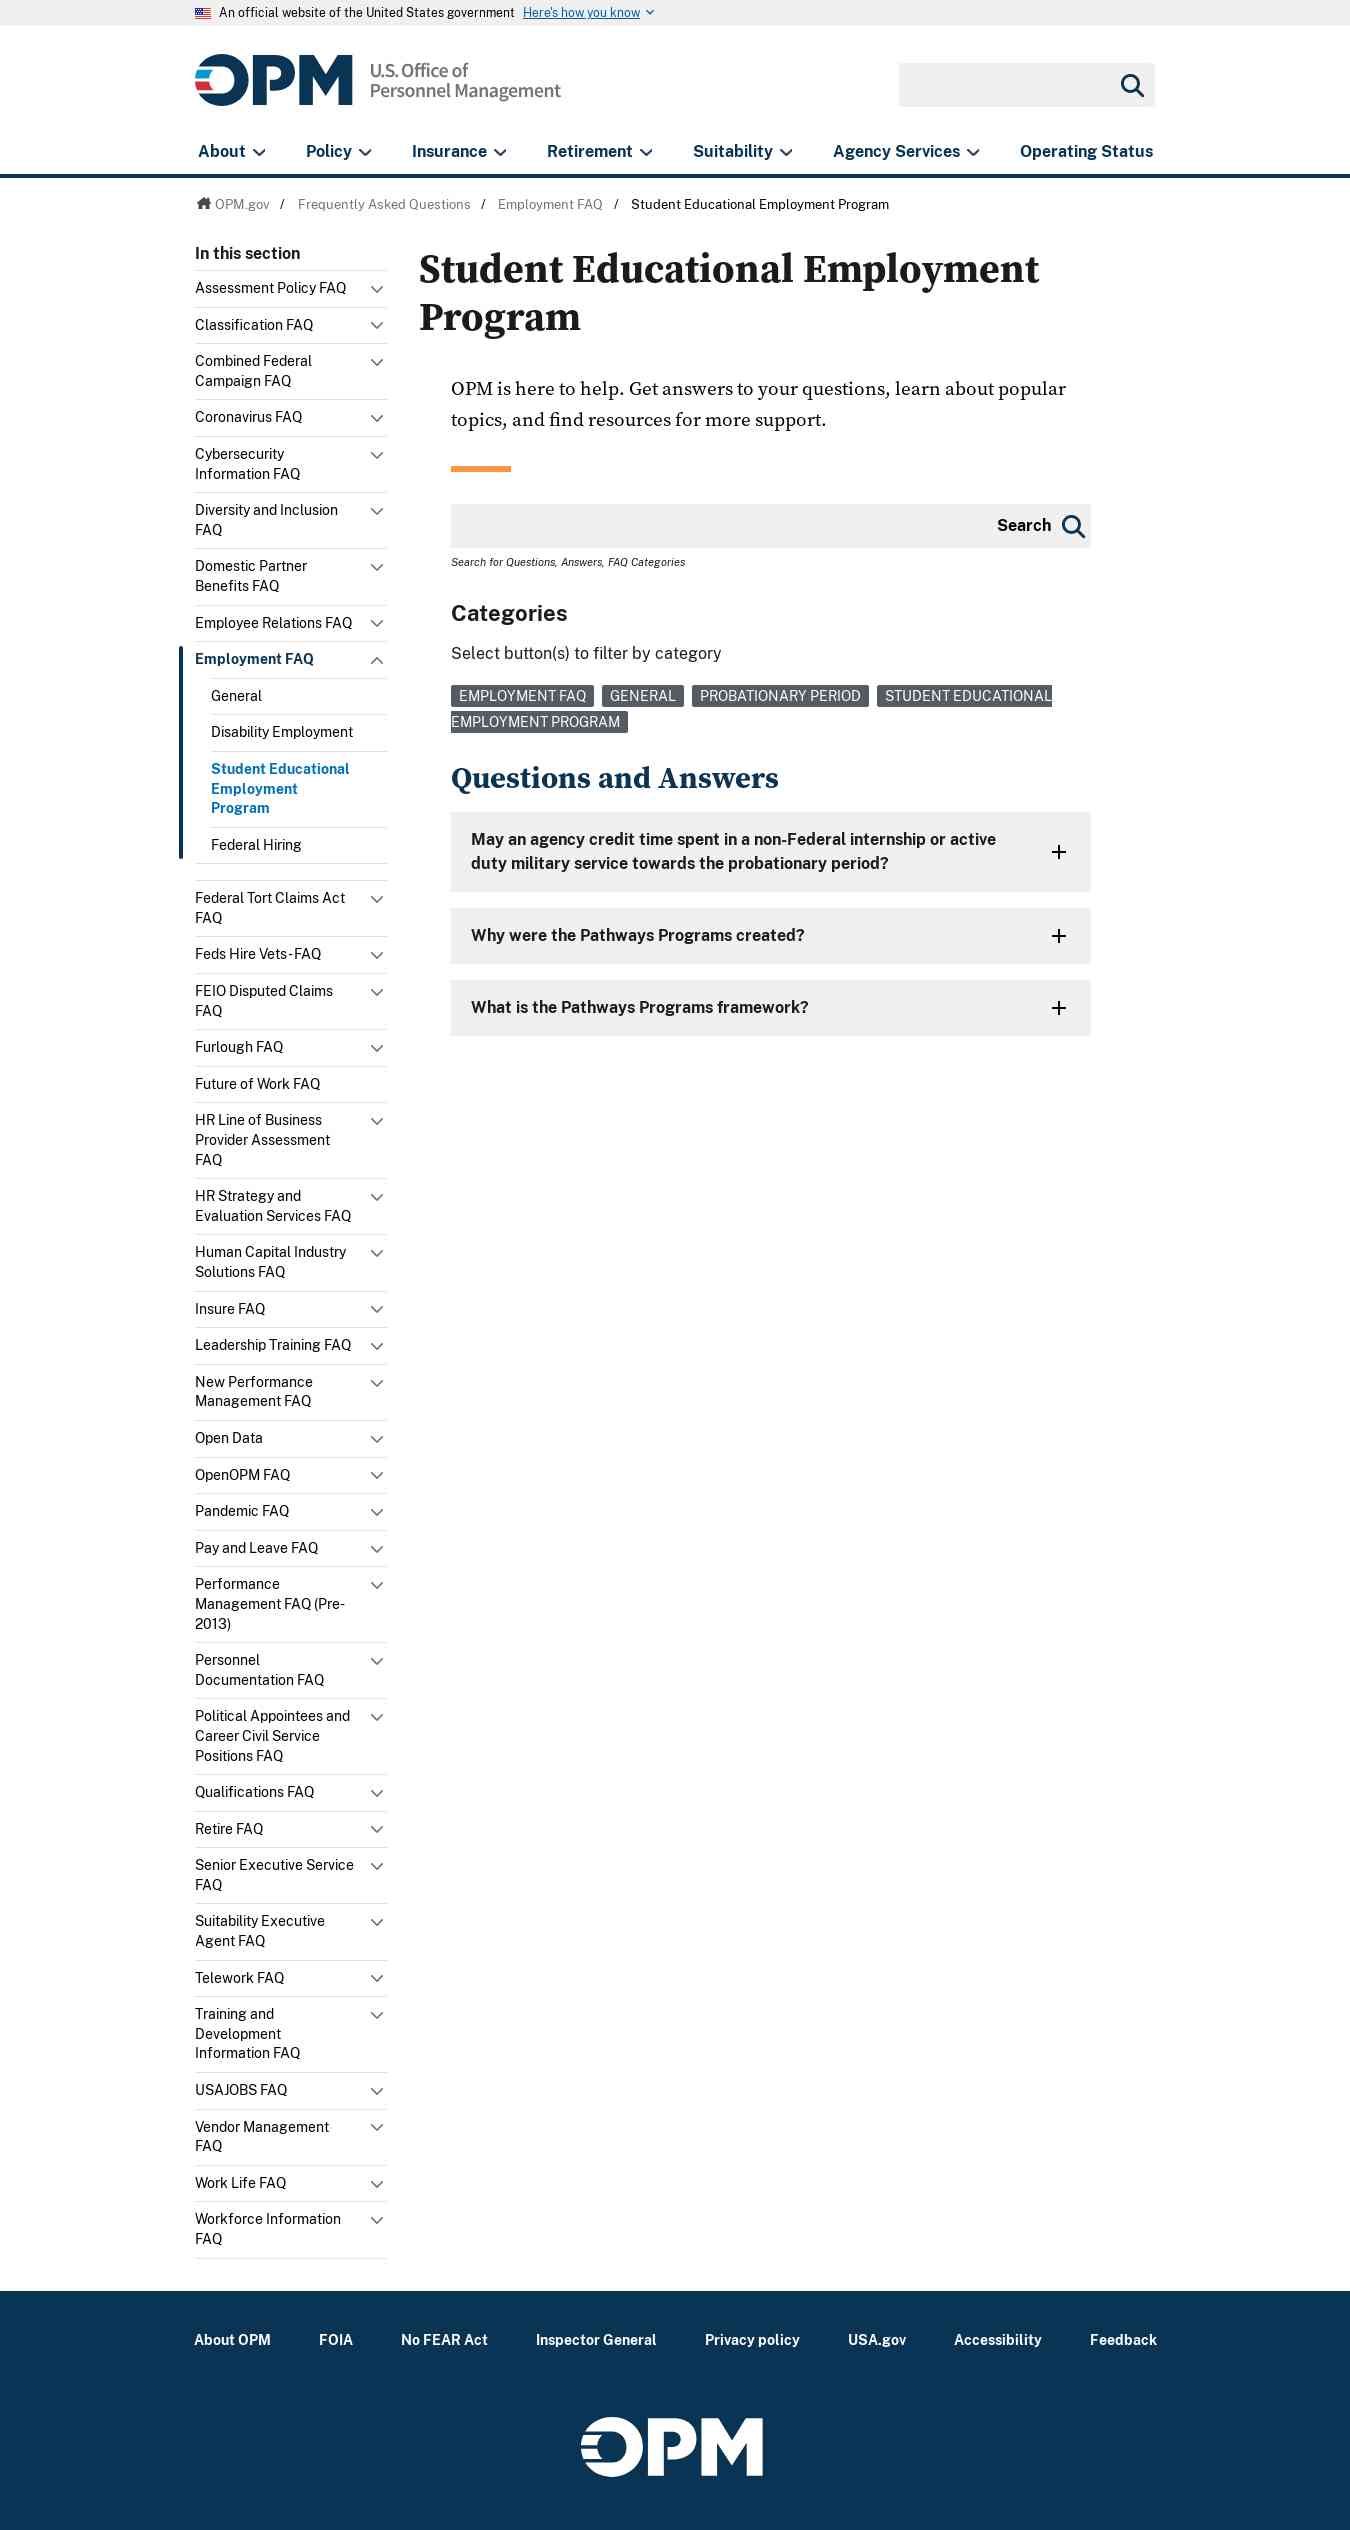 An official website of the United States government Here's how you know
OPM U.S. Office of
Personnel Management
About
Policy
Insurance
Retirement
Suitability
Agency Services
Operating Status
OPM.gov / Frequently Asked Questions / Employment FAQ / Student Educational Employment Program
In this section
Assessment Policy FAQ
Classification FAQ
Combined Federal
Campaign FAQ
Coronavirus FAQ
Cybersecurity
Information FAQ
Diversity and Inclusion
FAQ
Domestic Partner
Benefits FAQ
Employee Relations FAQ
Employment FAQ
General
Disability Employment
Student Educational
Employment
Program
Federal Hiring
Federal Tort Claims Act
FAQ
Feds Hire Vets-FAQ
FEIO Disputed Claims
FAQ
Furlough FAQ
Future of Work FAQ
HR Line of Business
Provider Assessment
FAQ
HR Strategy and
Evaluation Services FAQ
Human Capital Industry
Solutions FAQ
Insure FAQ
Leadership Training FAQ
New Performance
Management FAQ
Open Data
OpenOPM FAQ
Pandemic FAQ
Pay and Leave FAQ
Performance
Management FAQ (Pre-
2013)
Personnel
Documentation FAQ
Political Appointees and
Career Civil Service
Positions FAQ
Qualifications FAQ
Retire FAQ
Senior Executive Service
FAQ
Suitability Executive
Agent FAQ
Telework FAQ
Training and
Development
Information FAQ
USAJOBS FAQ
Vendor Management
FAQ
Work Life FAQ
Workforce Information
FAQ
Student Educational Employment
Program
OPM is here to help. Get answers to your questions, learn about popular
topics, and find resources for more support.
Search
Search for Questions, Answers, FAQ Categories
Categories
Select button(s) to filter by category
EMPLOYMENT FAQ GENERAL PROBATIONARY PERIOD STUDENT EDUCATIONAL
EMPLOYMENT PROGRAM
Questions and Answers
May an agency credit time spent in a non-Federal internship or active
duty military service towards the probationary period?
Why were the Pathways Programs created?
What is the Pathways Programs framework?
About OPM
FOIA
No FEAR Act
Inspector General
Privacy policy
USA.gov
Accessibility
Feedback
OPM